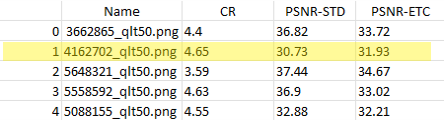 Name CR PSNR-STD PSNR-ETC
0 3662865_qlt50.png 4.4 36.82 33.72
1 4162702_qlt50.png 4.65 30.73 31.93
2 5648321_qlt50.png 3.59 37.44 34.67
3 5558592_qlt50.png 4.63 36.9 33.02
4 5088155_qlt50.png 4.55 32.88 32.21